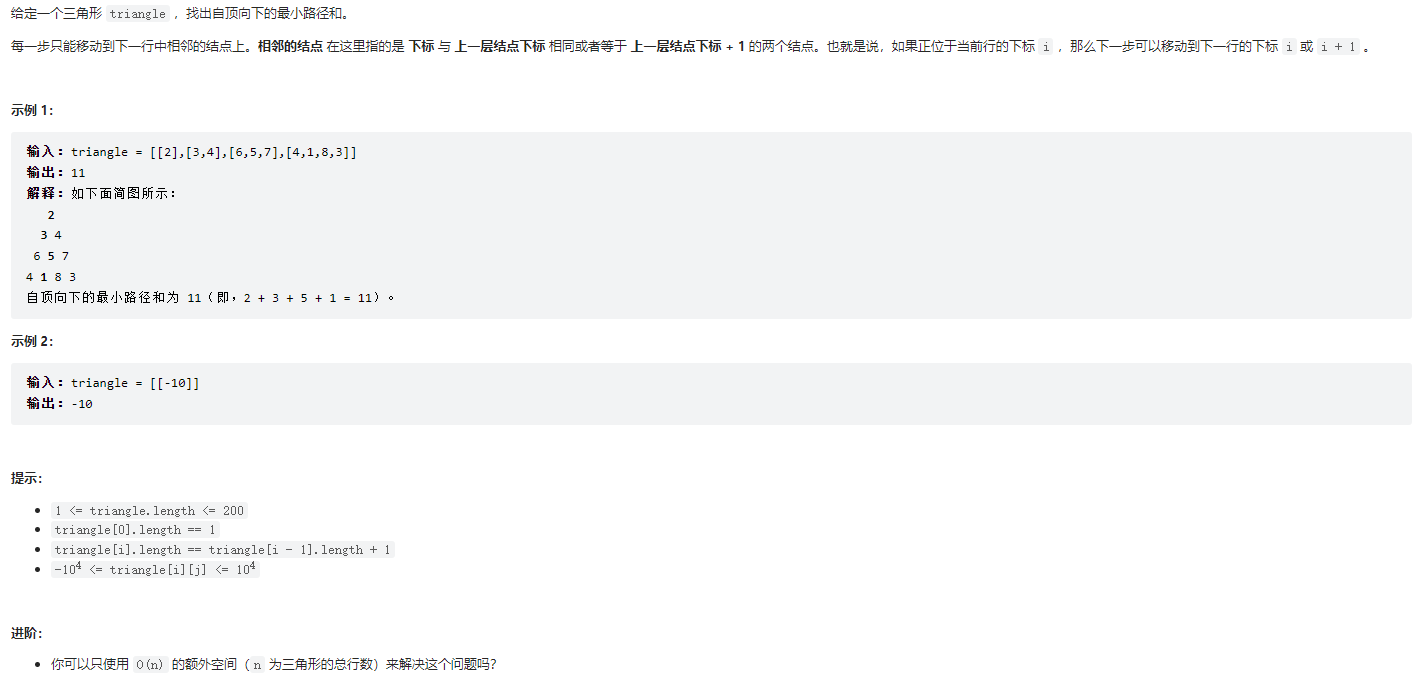 给定一个三角形 triangle ，找出自顶向下的最小路径和。
每一步只能移动到下一行中相邻的结点上。相邻的结点 在这里指的是 下标 与 上一层结点下标 相同或者等于 上一层结点下标 + 1 的两个结点。也就是说，如果正位于当前行的下标 i ，那么下一步可以移动到下一行的下标 i 或 i + 1 。
示例 1：
输入：triangle = [[2],[3,4],[6,5,7],[4,1,8,3]]
输出：11
解释：如下面简图所示：
2
3 4
6 5 7
4 1 8 3
自顶向下的最小路径和为 11（即，2 + 3 + 5 + 1 = 11）。
示例 2：
输入：triangle = [[-10]]
输出：-10
提示：
• 1 <= triangle.length <= 200
• triangle[0].length == 1
• triangle[i].length == triangle[i - 1].length + 1
• -10⁴ <= triangle[i][j] <= 10⁴
进阶：
• 你可以只使用 O(n) 的额外空间（ n 为三角形的总行数）来解决这个问题吗？